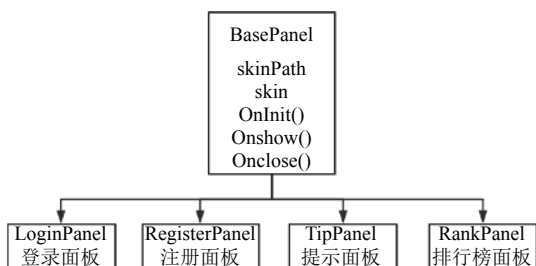 BasePanel
skinPath
skin
OnInit()
Onshow()
Onclose()
LoginPanel
登录面板
RegisterPanel
注册面板
TipPanel
提示面板
RankPanel
排行榜面板